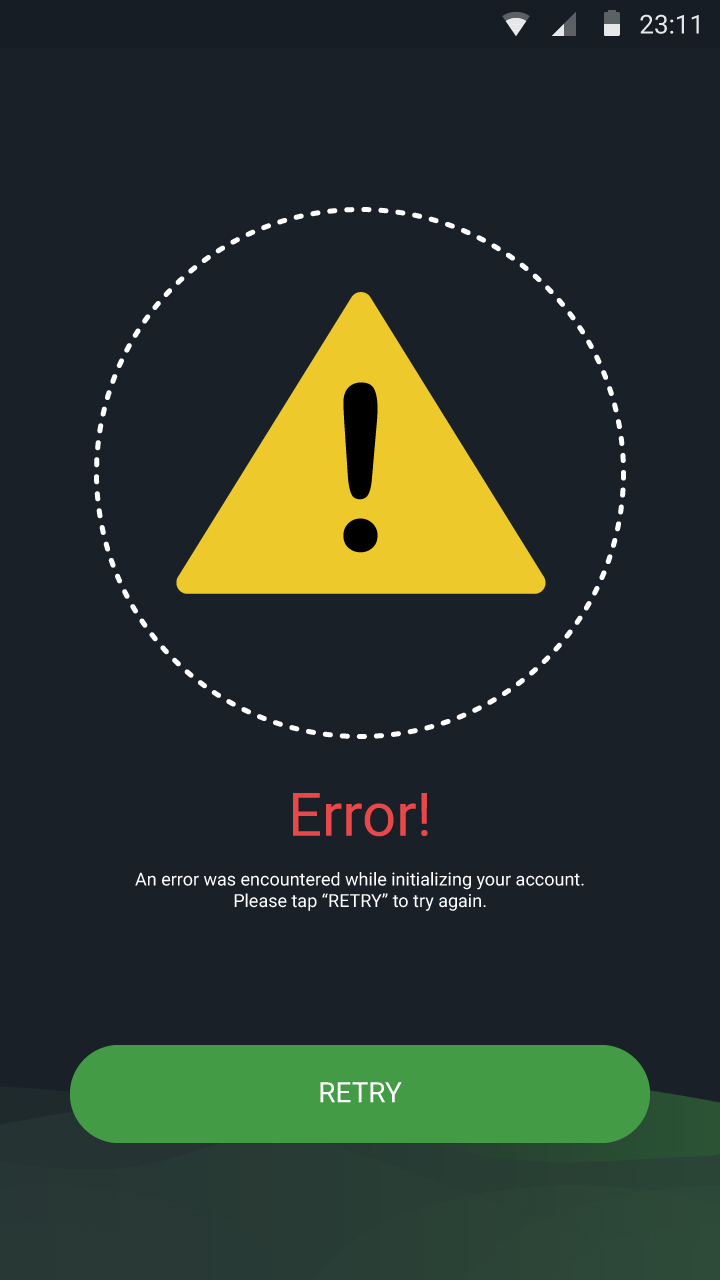 23:11
Error!
An error was encountered while initializing your account.
Please tap “RETRY” to try again.
RETRY